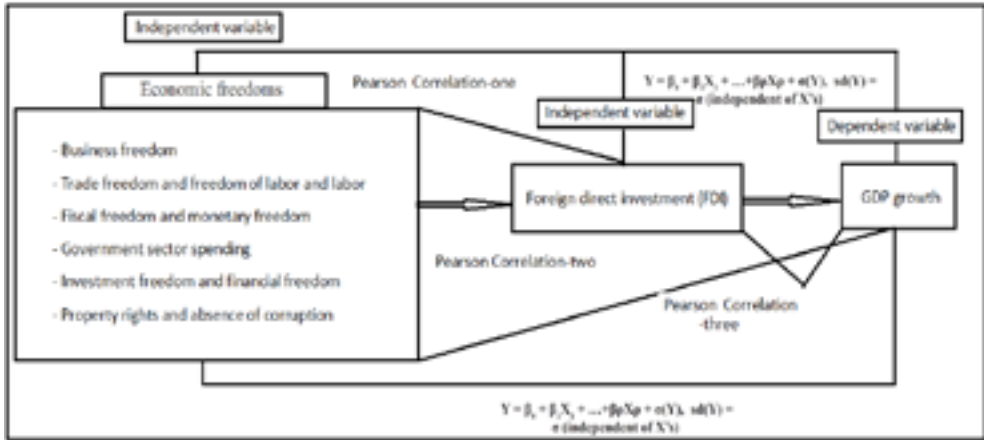 Independent variable
Economic freedoms
- Business freedom
- Trade freedom and freedom of labor and labor
- Fiscal freedom and monetary freedom
- Government sector spending
- Investment freedom and financial freedom
- Property rights and absence of corruption
Pearson Correlation-one
Independent variable
Foreign direct investment (FDI)
Pearson Correlation-two
Y = β₀ + β₁X₁ + ....+βρXρ + σ(Y), sd(Y) =
σ (independent of X's)
Dependent variable
GDP growth
Pearson Correlation
-three
Y = β₀ + β₁X₁ + ....+βρXρ + σ(Y), sd(Y) =
σ (independent of X's)